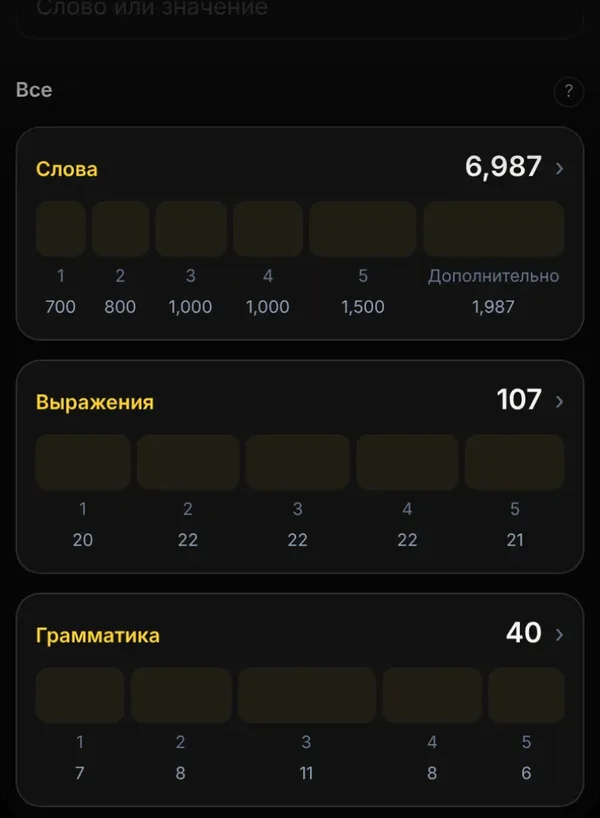 Слово или значение
Все ?
Слова 6,987 ›
1 2 3 4 5 Дополнительно
700 800 1,000 1,000 1,500 1,987
Выражения 107 ›
1 2 3 4 5
20 22 22 22 21
Грамматика 40 ›
1 2 3 4 5
7 8 11 8 6